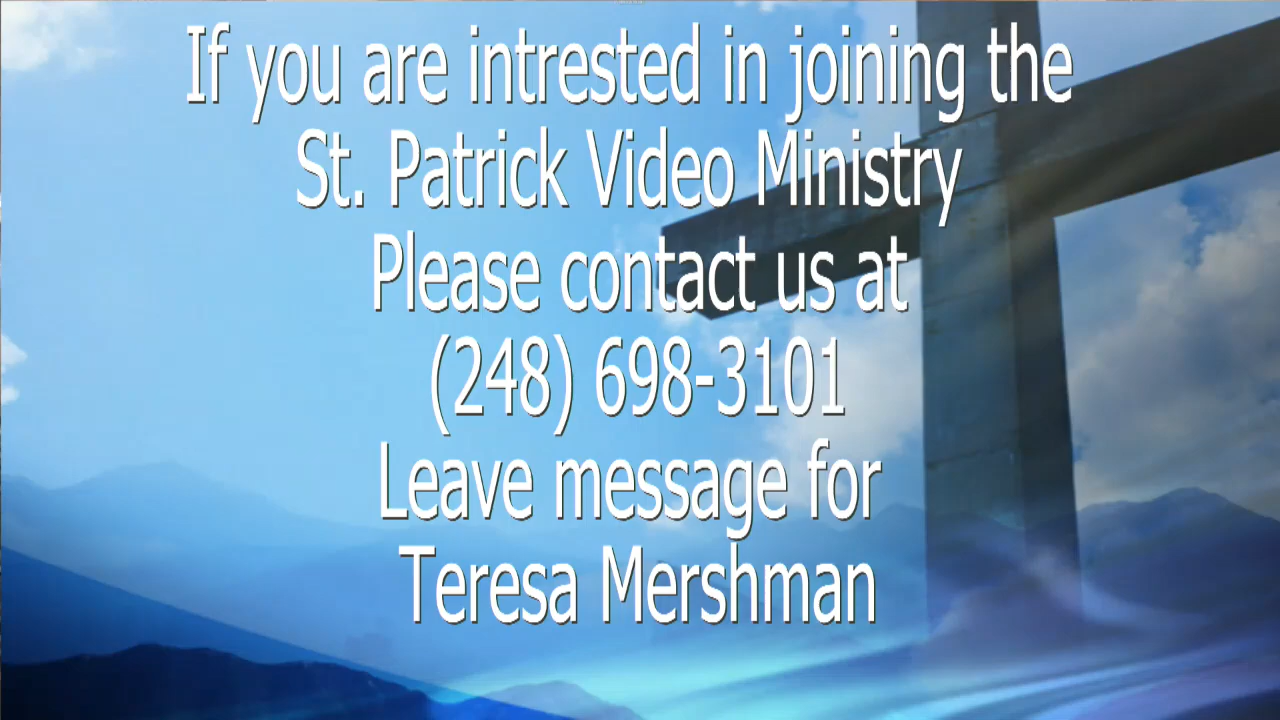 If you are intrested in joining the
St. Patrick Video Ministry
Please contact us at
(248) 698-3101
Leave message for
Teresa Mershman